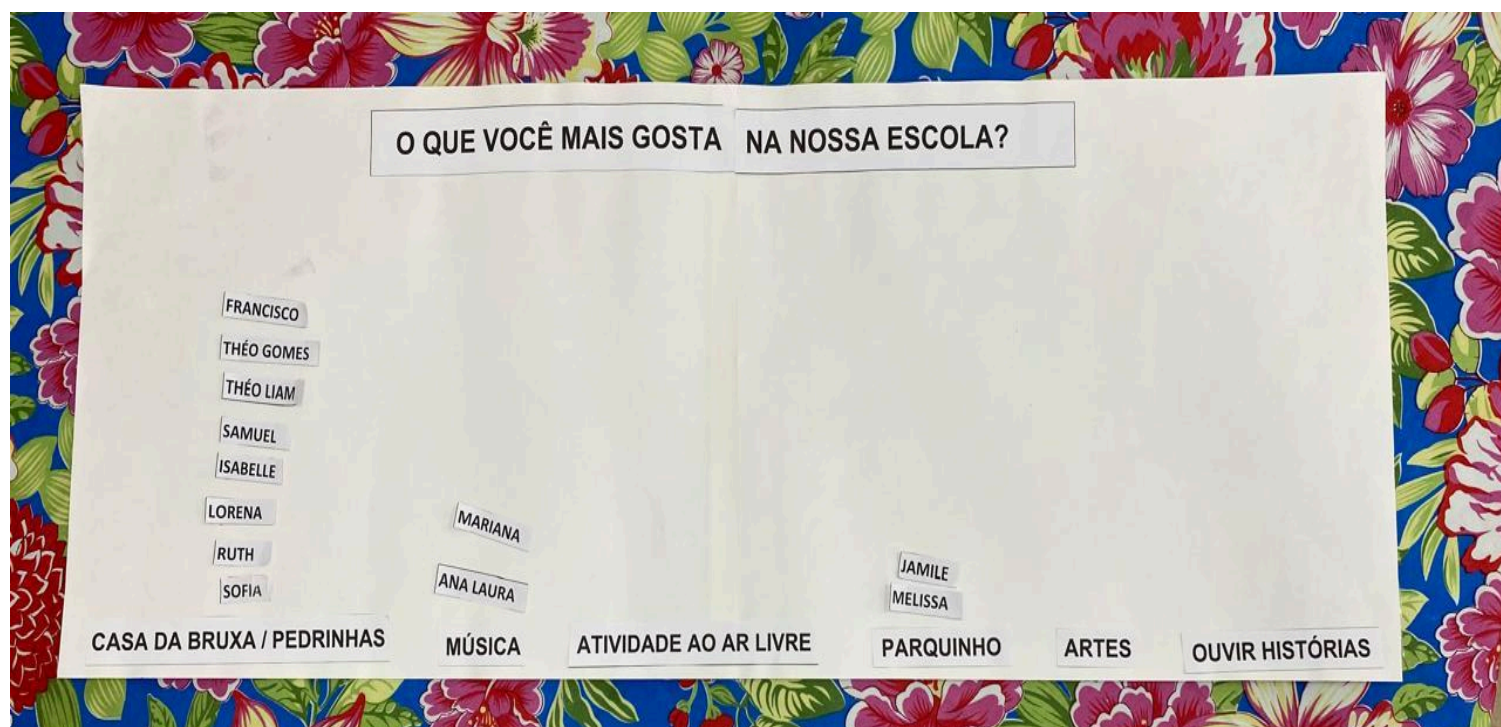 O QUE VOCÊ MAIS GOSTA NA NOSSA ESCOLA?
FRANCISCO
THÉO GOMES
THÉO LIAM
SAMUEL
ISABELLE
LORENA
RUTH
SOFIA
CASA DA BRUXA / PEDRINHAS
MARIANA
ANA LAURA
MÚSICA
ATIVIDADE AO AR LIVRE
JAMILE
MELISSA
PARQUINHO
ARTES
OUVIR HISTÓRIAS